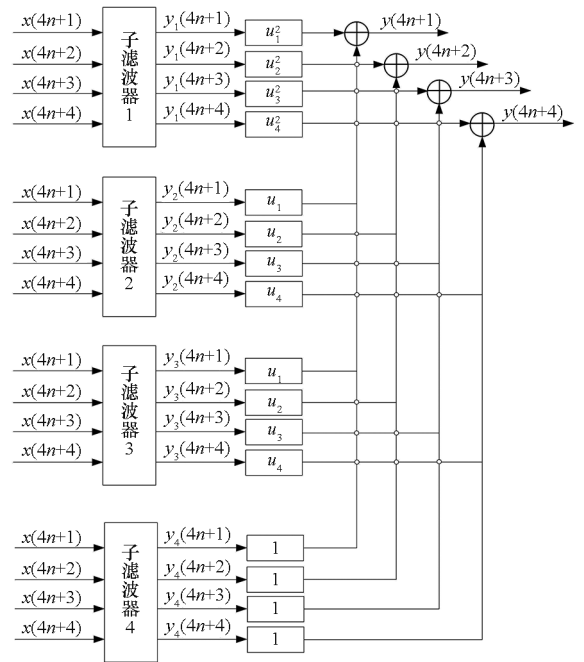 x(4n+1) y₁(4n+1) u₁² y(4n+1)
x(4n+2) y₁(4n+2) u₂² y(4n+2)
x(4n+3) y₁(4n+3) u₃² y(4n+3)
x(4n+4) y₁(4n+4) u₄² y(4n+4)
子滤波器1
x(4n+1) y₂(4n+1) u₁
x(4n+2) y₂(4n+2) u₂
x(4n+3) y₂(4n+3) u₃
x(4n+4) y₂(4n+4) u₄
子滤波器2
x(4n+1) y₃(4n+1) u₁
x(4n+2) y₃(4n+2) u₂
x(4n+3) y₃(4n+3) u₃
x(4n+4) y₃(4n+4) u₄
子滤波器3
x(4n+1) y₄(4n+1) 1
x(4n+2) y₄(4n+2) 1
x(4n+3) y₄(4n+3) 1
x(4n+4) y₄(4n+4) 1
子滤波器4